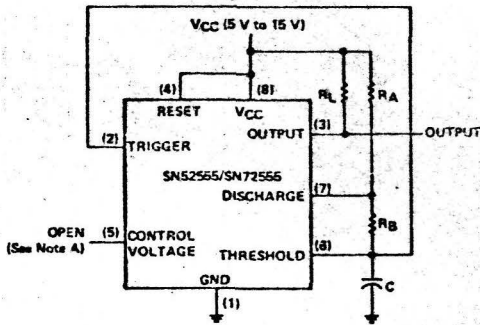 VCC (5 V to 15 V)
(4)
(8)
RESET
VCC
RL
RA
OUTPUT
(3)
OUTPUT
(2)
TRIGGER
SN52555/SN72555
(7)
DISCHARGE
RB
OPEN
(See Note A)
(5)
CONTROL
VOLTAGE
(6)
THRESHOLD
GND
(1)
C